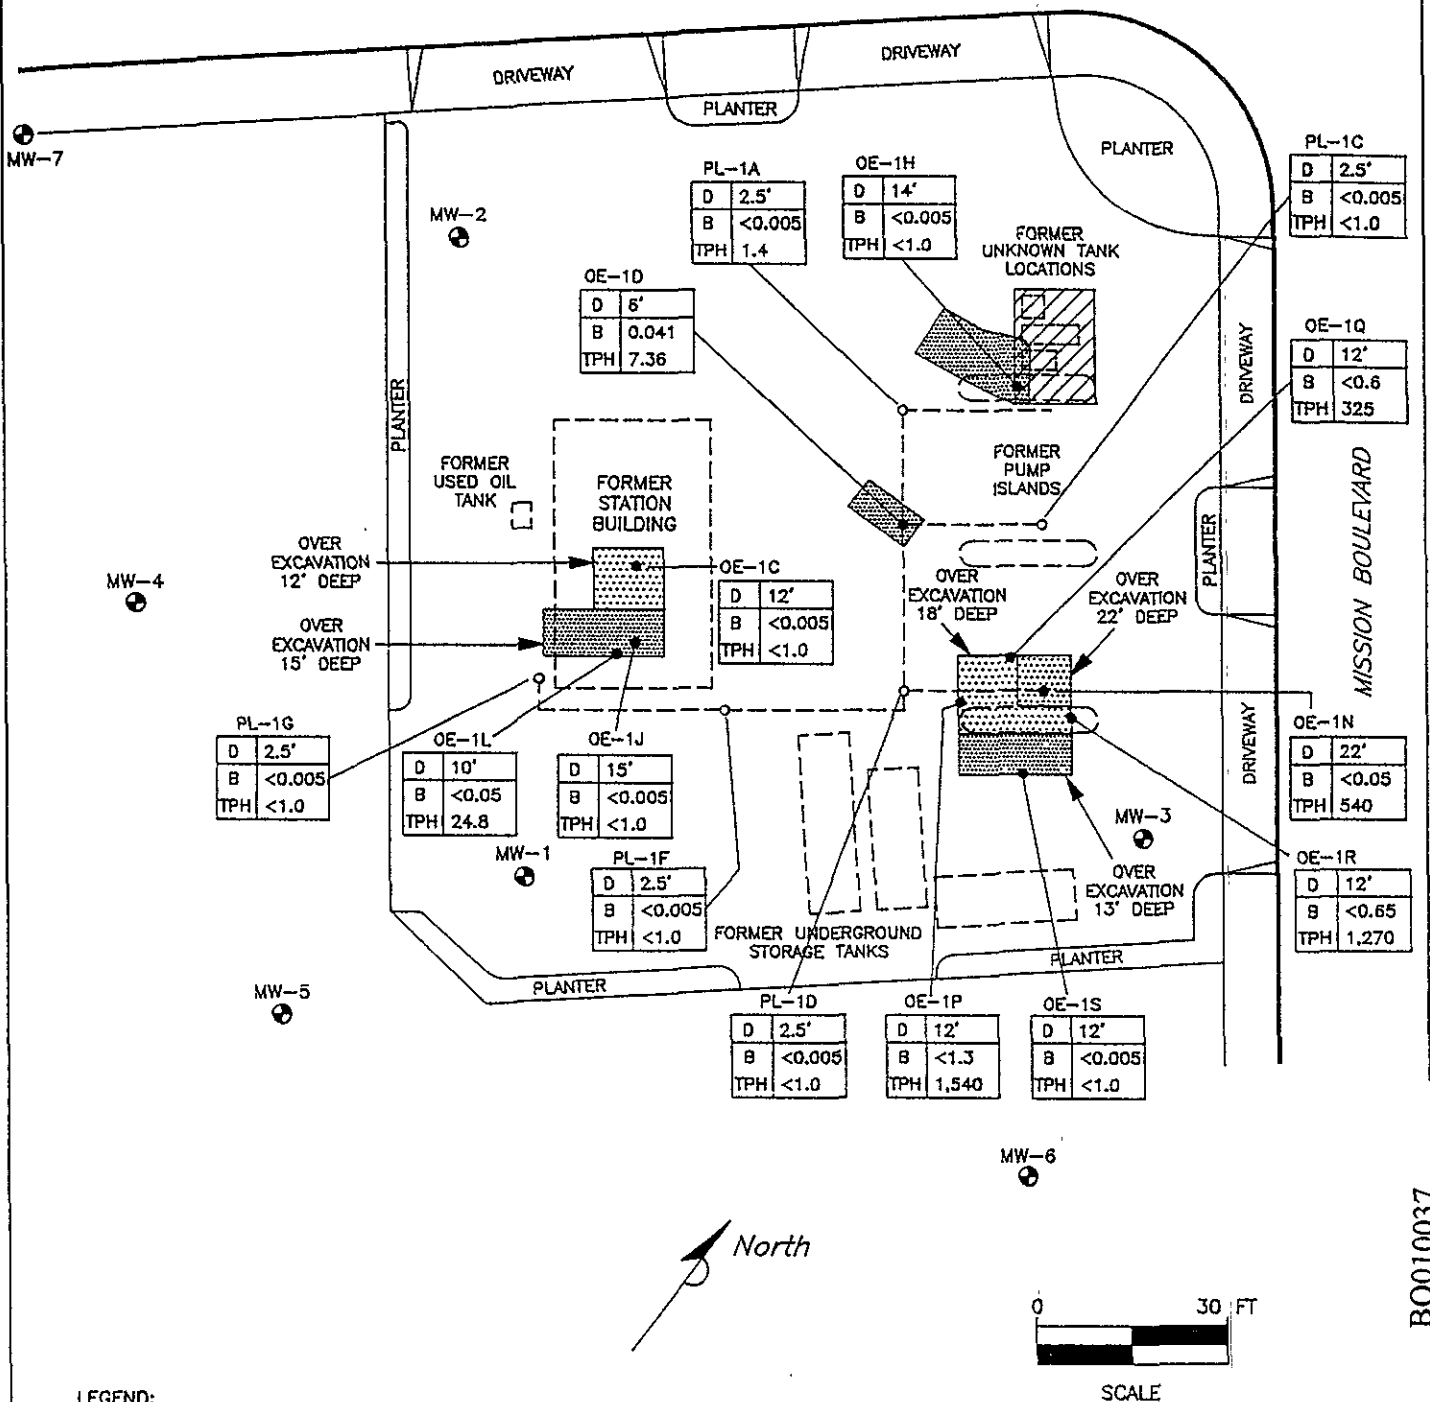 DRIVEWAY
DRIVEWAY
PLANTER
MW-7
PLANTER
PL-1C
D 2.5'
B <0.005
TPH <1.0
PL-1A
D 2.5'
B <0.005
TPH 1.4
OE-1H
D 14'
B <0.005
TPH <1.0
MW-2
FORMER
UNKNOWN TANK
LOCATIONS
OE-1D
D 6'
B 0.041
TPH 7.36
OE-1Q
D 12'
B <0.6
TPH 325
DRIVEWAY
PLANTER
FORMER
USED OIL
TANK
FORMER
STATION
BUILDING
FORMER
PUMP
ISLANDS
MISSION BOULEVARD
PLANTER
OVER
EXCAVATION
12' DEEP
MW-4
OE-1C
D 12'
B <0.005
TPH <1.0
OVER
EXCAVATION
18' DEEP
OVER
EXCAVATION
22' DEEP
OVER
EXCAVATION
15' DEEP
PL-1G
D 2.5'
B <0.005
TPH <1.0
OE-1L
D 10'
B <0.05
TPH 24.8
OE-1J
D 15'
B <0.005
TPH <1.0
OE-1N
D 22'
B <0.05
TPH 540
DRIVEWAY
MW-3
MW-1
PL-1F
D 2.5'
B <0.005
TPH <1.0
OVER
EXCAVATION
13' DEEP
OE-1R
D 12'
B <0.65
TPH 1,270
FORMER UNDERGROUND
STORAGE TANKS
PLANTER
PLANTER
MW-5
PL-1D
D 2.5'
B <0.005
TPH <1.0
OE-1P
D 12'
B <1.3
TPH 1,540
OE-1S
D 12'
B <0.005
TPH <1.0
MW-6
North
0 30 FT
SCALE
BO010037
LEGEND: